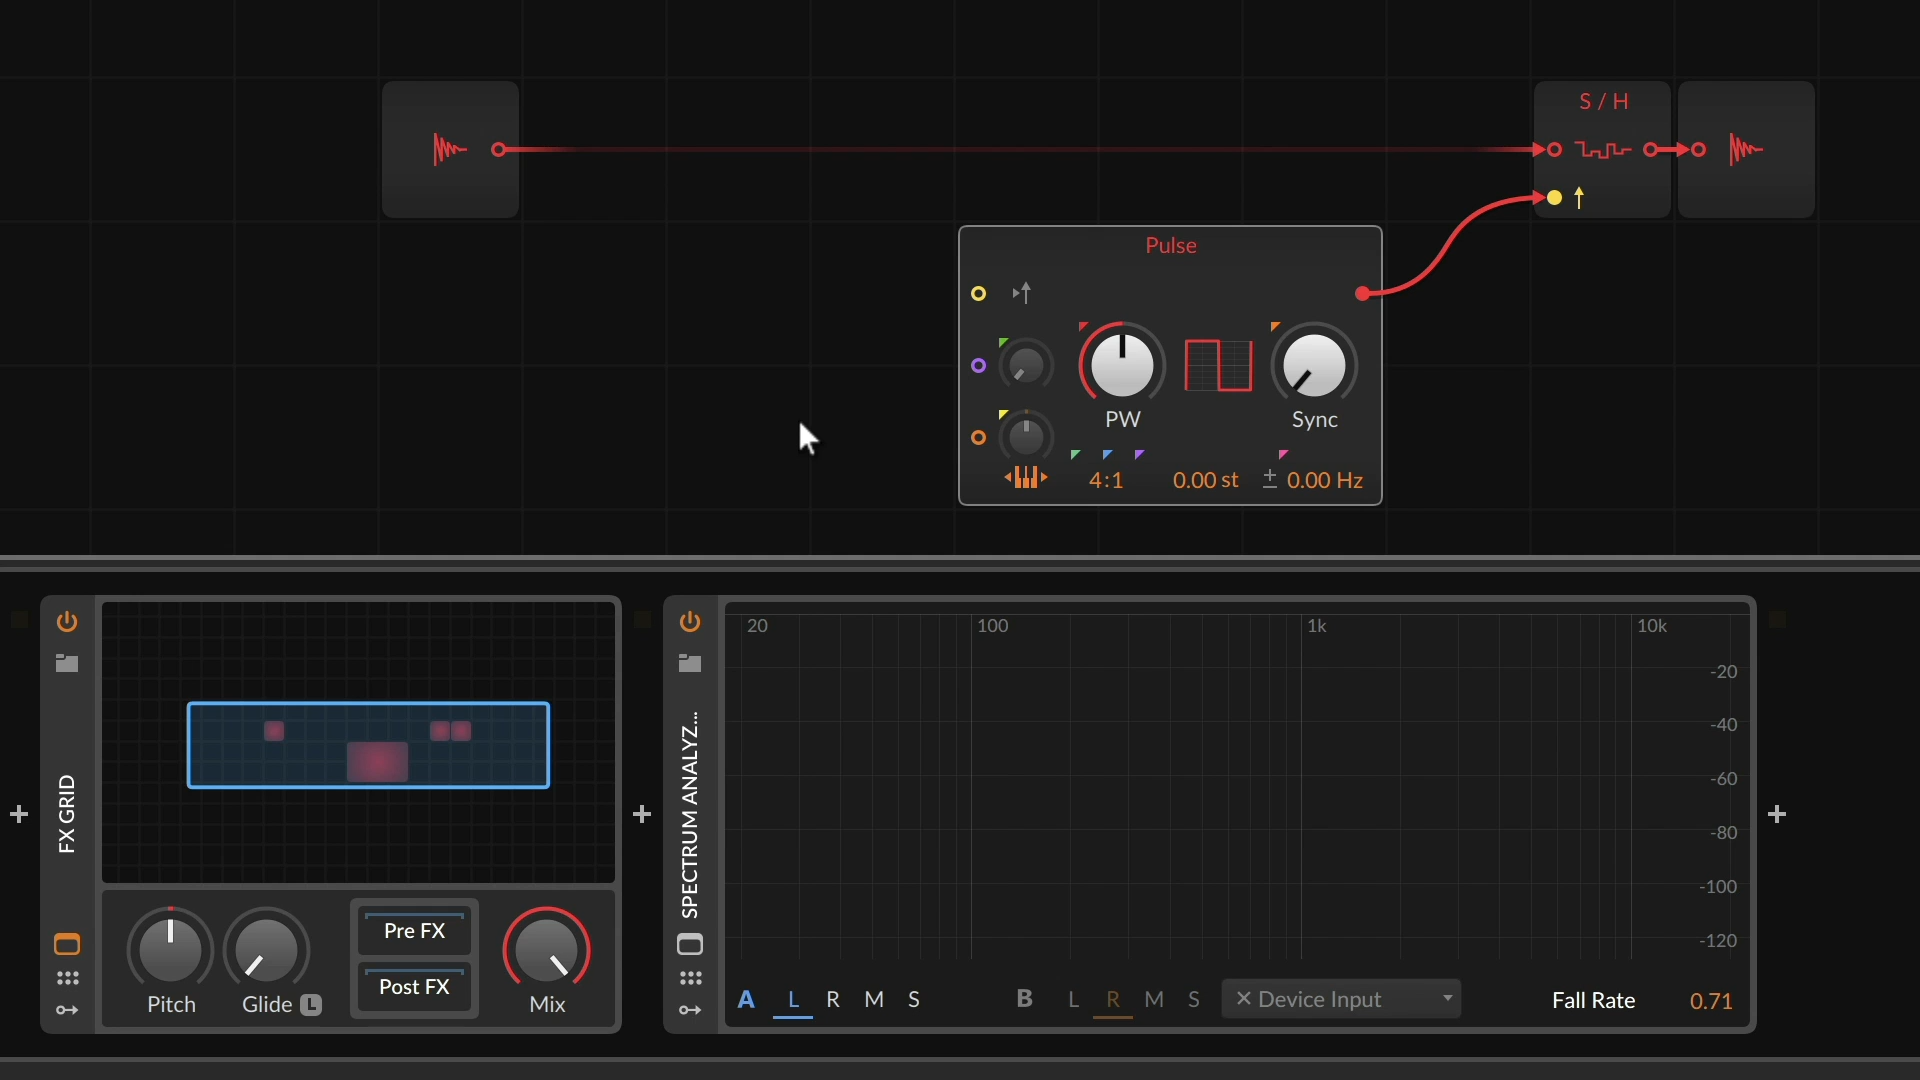 S / H
Pulse
PW
Sync
4:1
0.00 st
± 0.00 Hz
20
100
1k
10k
-20
-40
-60
-80
-100
-120
FX GRID
SPECTRUM ANALYZ...
Pre FX
Post FX
Pitch
Glide L
Mix
A L R M S
B L R M S
× Device Input
Fall Rate 0.71